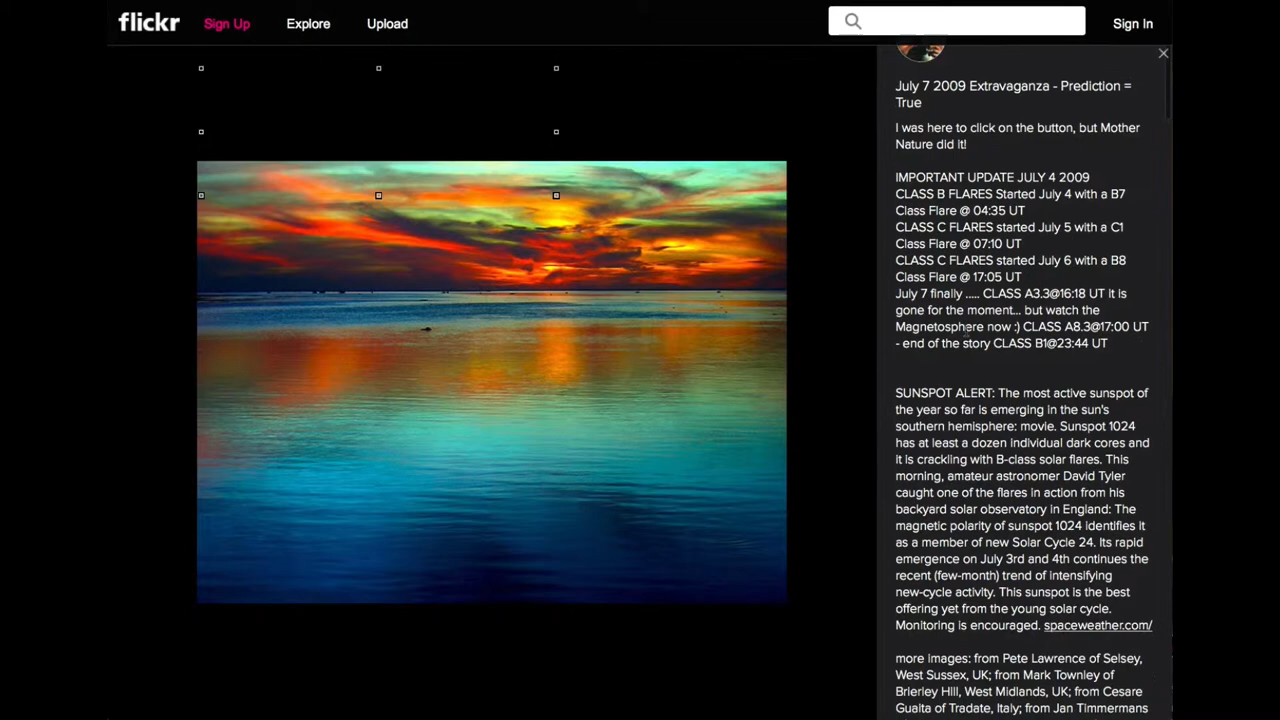 flickr Sign Up Explore Upload Sign In
July 7 2009 Extravaganza - Prediction =
True
I was here to click on the button, but Mother
Nature did it!
IMPORTANT UPDATE JULY 4 2009
CLASS B FLARES Started July 4 with a B7
Class Flare @ 04:35 UT
CLASS C FLARES started July 5 with a C1
Class Flare @ 07:10 UT
CLASS C FLARES started July 6 with a B8
Class Flare @ 17:05 UT
July 7 finally ..... CLASS A3.3@16:18 UT it is
gone for the moment... but watch the
Magnetosphere now :) CLASS A8.3@17:00 UT
- end of the story CLASS B1@23:44 UT
SUNSPOT ALERT: The most active sunspot of
the year so far is emerging in the sun's
southern hemisphere: movie. Sunspot 1024
has at least a dozen individual dark cores and
it is crackling with B-class solar flares. This
morning, amateur astronomer David Tyler
caught one of the flares in action from his
backyard solar observatory in England: The
magnetic polarity of sunspot 1024 identifies it
as a member of new Solar Cycle 24. Its rapid
emergence on July 3rd and 4th continues the
recent (few-month) trend of intensifying
new-cycle activity. This sunspot is the best
offering yet from the young solar cycle.
Monitoring is encouraged. spaceweather.com/
more images: from Pete Lawrence of Selsey,
West Sussex, UK; from Mark Townley of
Brierley Hill, West Midlands, UK; from Cesare
Guaita of Tradate, Italy; from Jan Timmermans